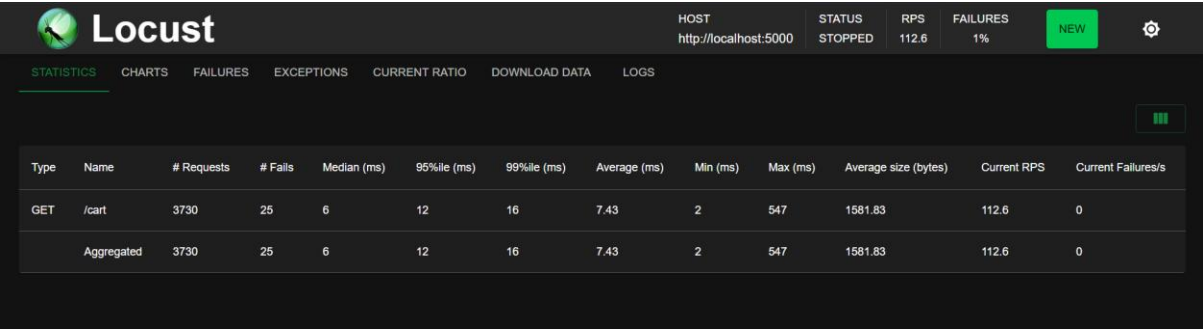 Locust
HOST
http://localhost:5000
STATUS
STOPPED
RPS
112.6
FAILURES
1%
NEW
STATISTICS CHARTS FAILURES EXCEPTIONS CURRENT RATIO DOWNLOAD DATA LOGS
Type Name # Requests # Fails Median (ms) 95%ile (ms) 99%ile (ms) Average (ms) Min (ms) Max (ms) Average size (bytes) Current RPS Current Failures/s
GET /cart 3730 25 6 12 16 7.43 2 547 1581.83 112.6 0
Aggregated 3730 25 6 12 16 7.43 2 547 1581.83 112.6 0